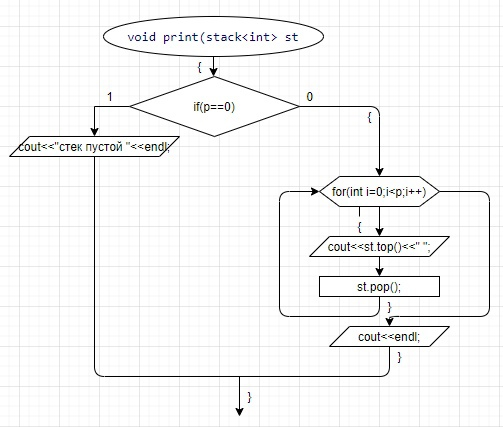 void print(stack<int> st
{
1
if(p==0)
0
{
cout<<"стек пустой "<<endl;
for(int i=0;i<p;i++)
{
cout<<st.top()<<" ";
st.pop();
}
cout<<endl;
}
}